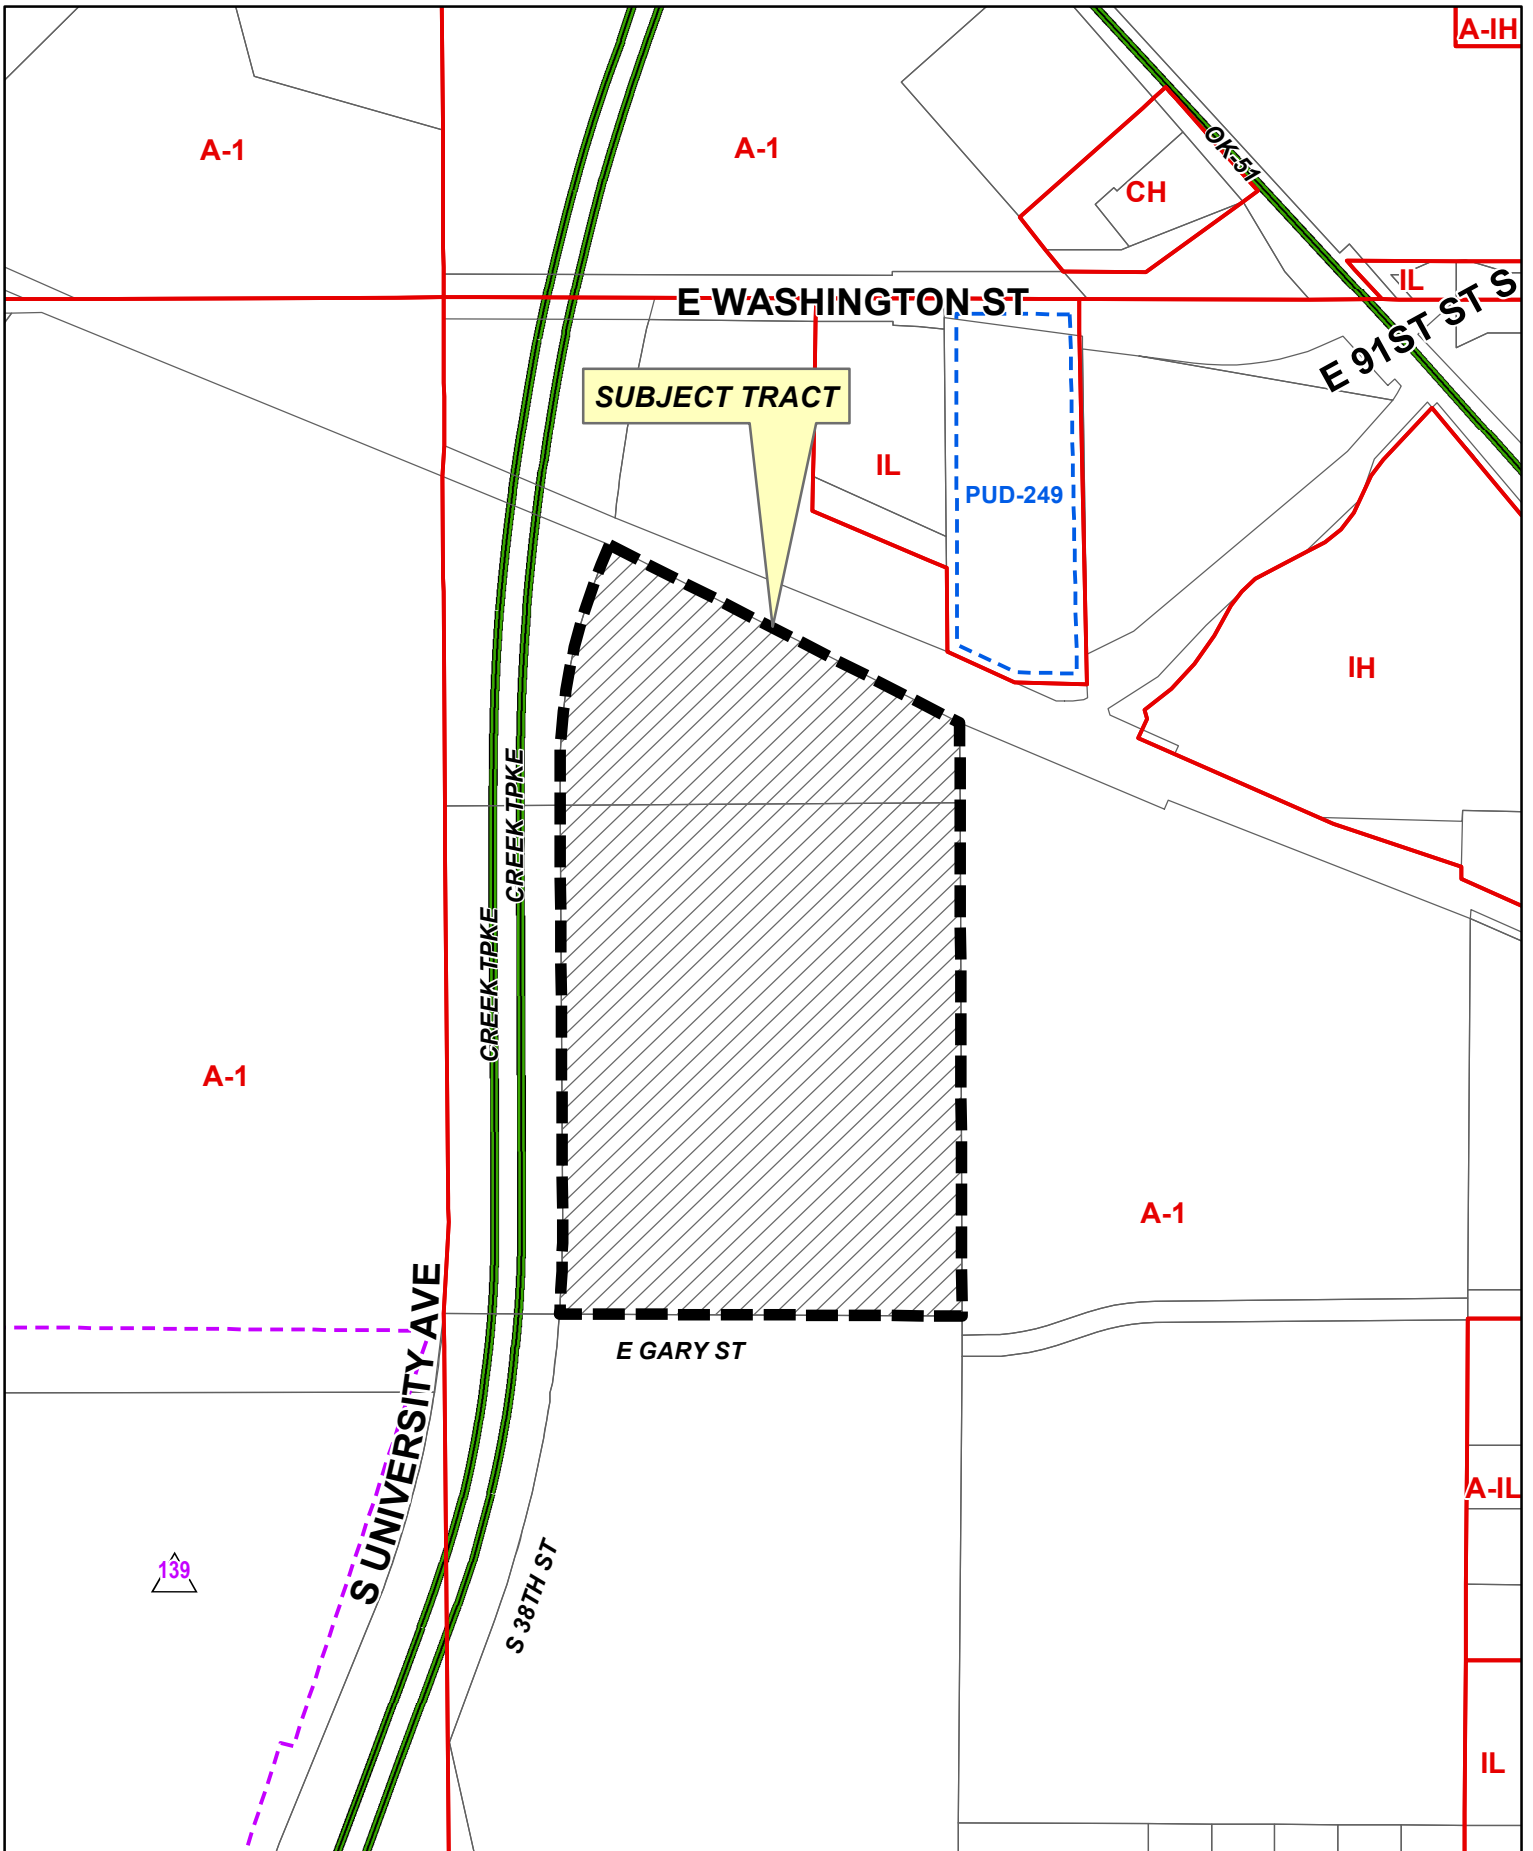 A-IH
A-1
A-1
OK-51
CH
IL
E WASHINGTON ST
E 91ST ST S
SUBJECT TRACT
IL
PUD-249
IH
CREEK TPKE
CREEK TPKE
A-1
A-1
S UNIVERSITY AVE
E GARY ST
A-IL
139
S 38TH ST
IL